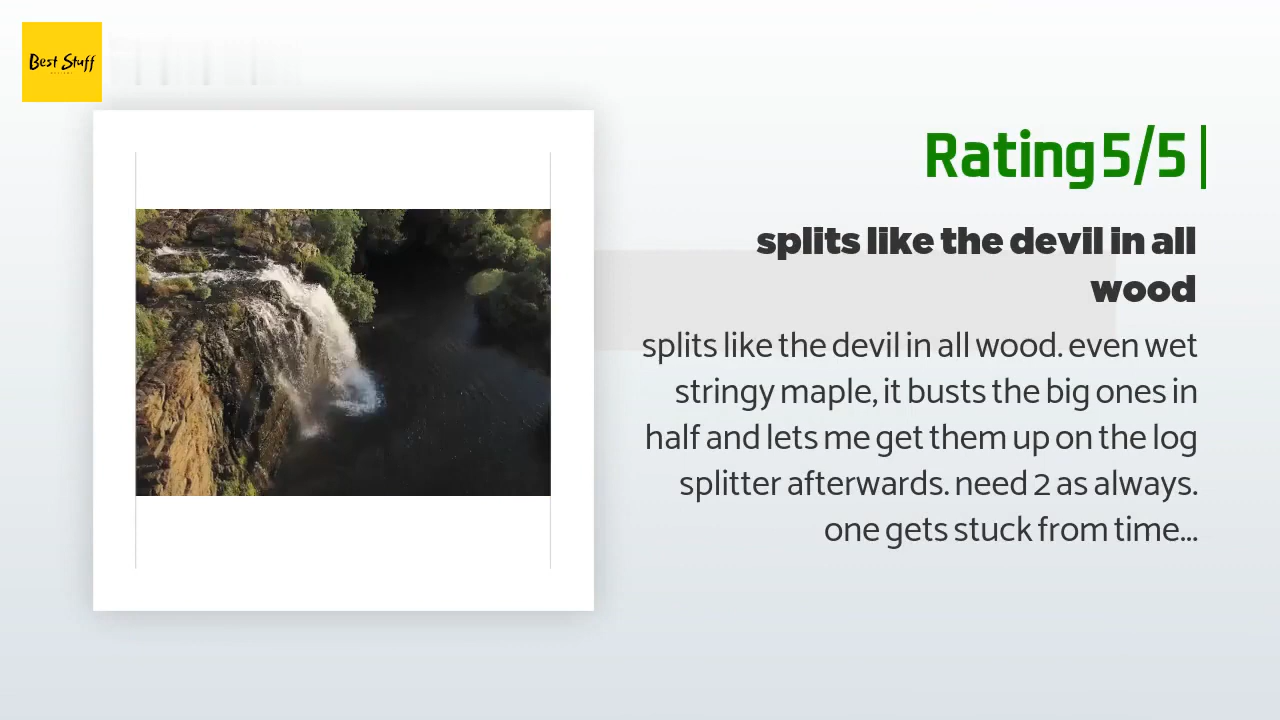 Best Stuff
Rating 5/5
splits like the devil in all
wood
splits like the devil in all wood. even wet
stringy maple, it busts the big ones in
half and lets me get them up on the log
splitter afterwards. need 2 as always.
one gets stuck from time...